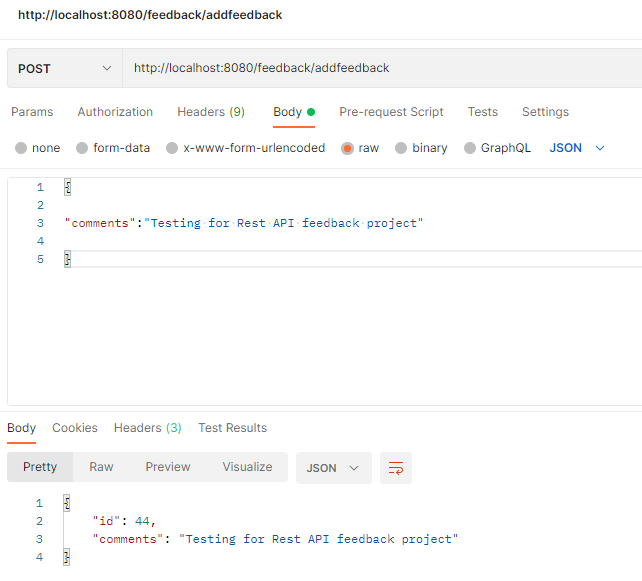 http://localhost:8080/feedback/addfeedback
POST http://localhost:8080/feedback/addfeedback
Params Authorization Headers (9) Body Pre-request Script Tests Settings
none form-data x-www-form-urlencoded raw binary GraphQL JSON
1 {
2
3 "comments":"Testing for Rest API feedback project"
4
5 }
Body Cookies Headers (3) Test Results
Pretty Raw Preview Visualize JSON
1 {
2 "id": 44,
3 "comments": "Testing for Rest API feedback project"
4 }